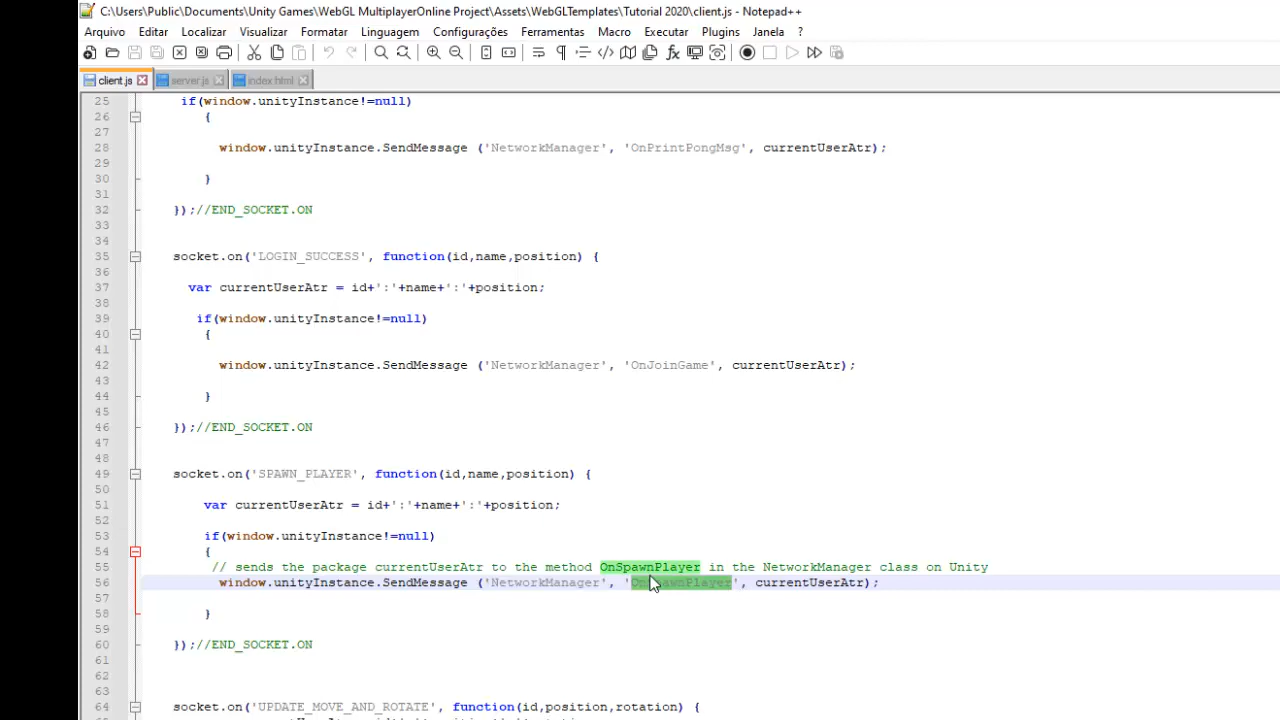 C:\Users\Public\Documents\Unity Games\WebGL MultiplayerOnline Project\Assets\WebGLTemplates\Tutorial 2020\client.js - Notepad++
Arquivo Editar Localizar Visualizar Formatar Linguagem Configurações Ferramentas Macro Executar Plugins Janela ?
client.js server.js index.html
25 if(window.unityInstance!=null)
26 {
27
28 window.unityInstance.SendMessage ('NetworkManager', 'OnPrintPongMsg', currentUserAtr);
29
30 }
31
32 });//END_SOCKET.ON
33
34
35 socket.on('LOGIN_SUCCESS', function(id,name,position) {
36
37 var currentUserAtr = id+':'+name+':'+position;
38
39 if(window.unityInstance!=null)
40 {
41
42 window.unityInstance.SendMessage ('NetworkManager', 'OnJoinGame', currentUserAtr);
43
44 }
45
46 });//END_SOCKET.ON
47
48
49 socket.on('SPAWN_PLAYER', function(id,name,position) {
50
51 var currentUserAtr = id+':'+name+':'+position;
52
53 if(window.unityInstance!=null)
54 {
55 // sends the package currentUserAtr to the method OnSpawnPlayer in the NetworkManager class on Unity
56 window.unityInstance.SendMessage ('NetworkManager', 'OnSpawnPlayer', currentUserAtr);
57
58 }
59
60 });//END_SOCKET.ON
61
62
63
64 socket.on('UPDATE_MOVE_AND_ROTATE', function(id,position,rotation) {